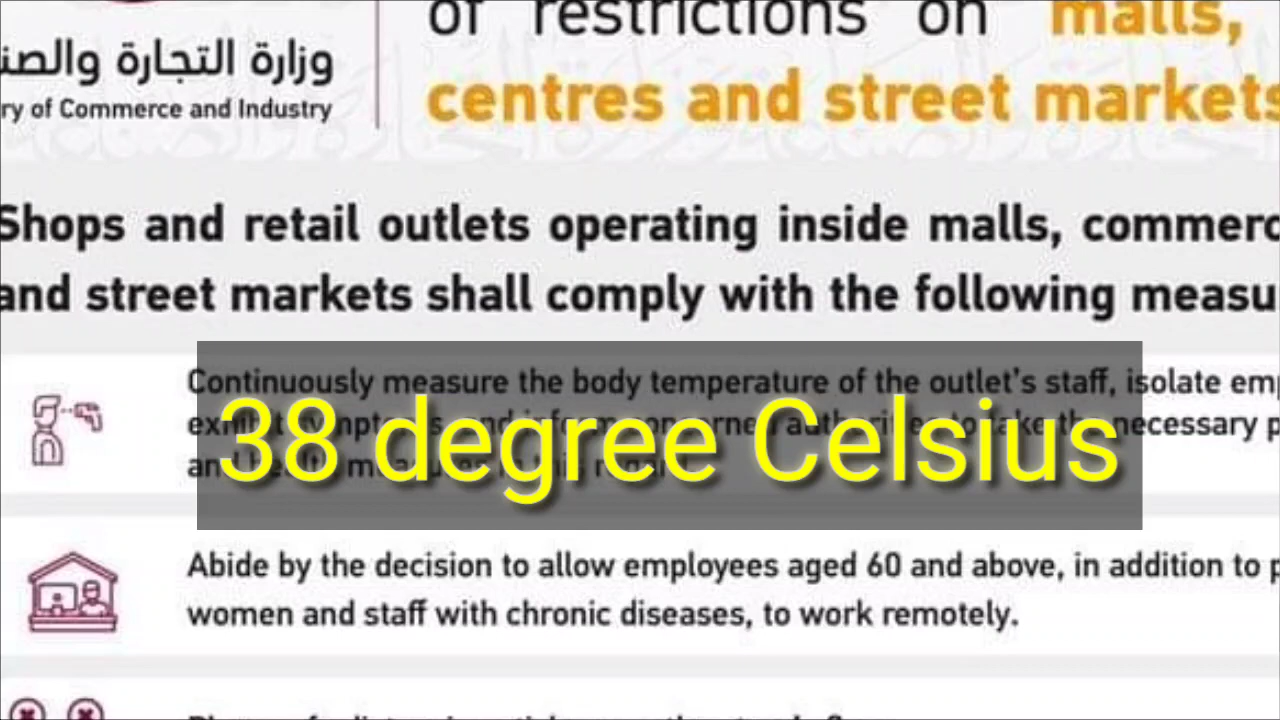 وزارة التجارة والصن
ry of Commerce and Industry
of restrictions on malls,
centres and street markets
Shops and retail outlets operating inside malls, commerc
and street markets shall comply with the following measu
Continuously measure the body temperature of the outlet's staff, isolate emp
necessary p
38 degree Celsius
Abide by the decision to allow employees aged 60 and above, in addition to p
women and staff with chronic diseases, to work remotely.